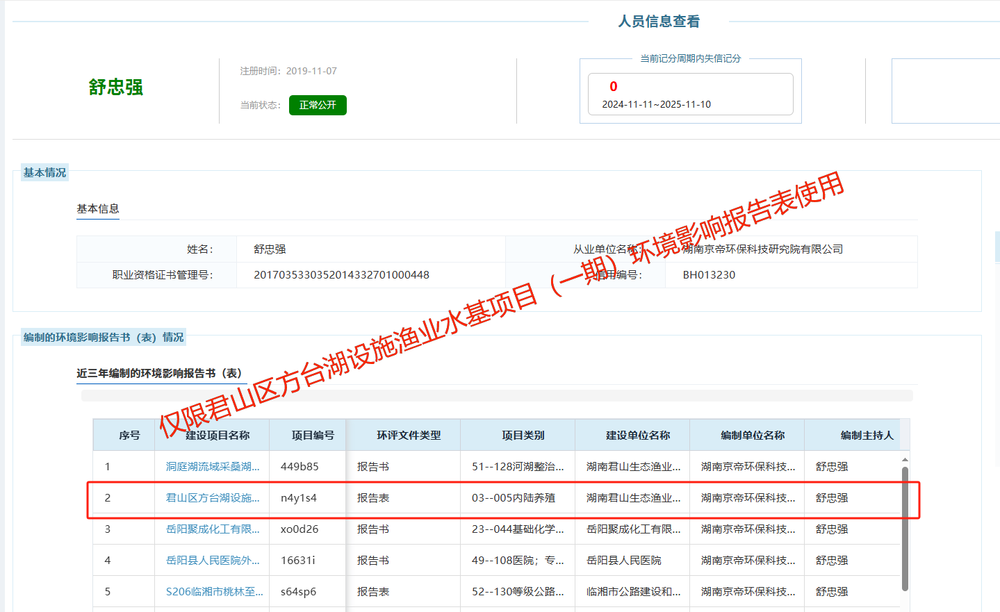 人员信息查看
舒忠强
注册时间：2019-11-07
当前状态：
正常公开
当前记分周期内失信记分
0
2024-11-11~2025-11-10
基本情况
基本信息
姓名：
舒忠强
从业单位名称：
湖南京帝环保科技研究院有限公司
职业资格证书管理号：
2017035330352014332701000448
信用编号：
BH013230
仅限君山区方台湖设施渔业水基项目（一期）环境影响报告表使用
编制的环境影响报告书（表）情况
近三年编制的环境影响报告书（表）
序号 建设项目名称 项目编号 环评文件类型 项目类别 建设单位名称 编制单位名称 编制主持人
1 洞庭湖流域采桑湖... 449b85 报告书 51--128河湖整治... 湖南君山生态渔业... 湖南京帝环保科技... 舒忠强
2 君山区方台湖设施... n4y1s4 报告表 03--005内陆养殖 湖南君山生态渔业... 湖南京帝环保科技... 舒忠强
3 岳阳聚成化工有限... xo0d26 报告书 23--044基础化学... 岳阳聚成化工有限... 湖南京帝环保科技... 舒忠强
4 岳阳县人民医院外... 16631i 报告书 49--108医院；专... 岳阳县人民医院 湖南京帝环保科技... 舒忠强
5 S206临湘市桃林至... s64sp6 报告表 52--130等级公路... 临湘市公路建设和... 湖南京帝环保科技... 舒忠强